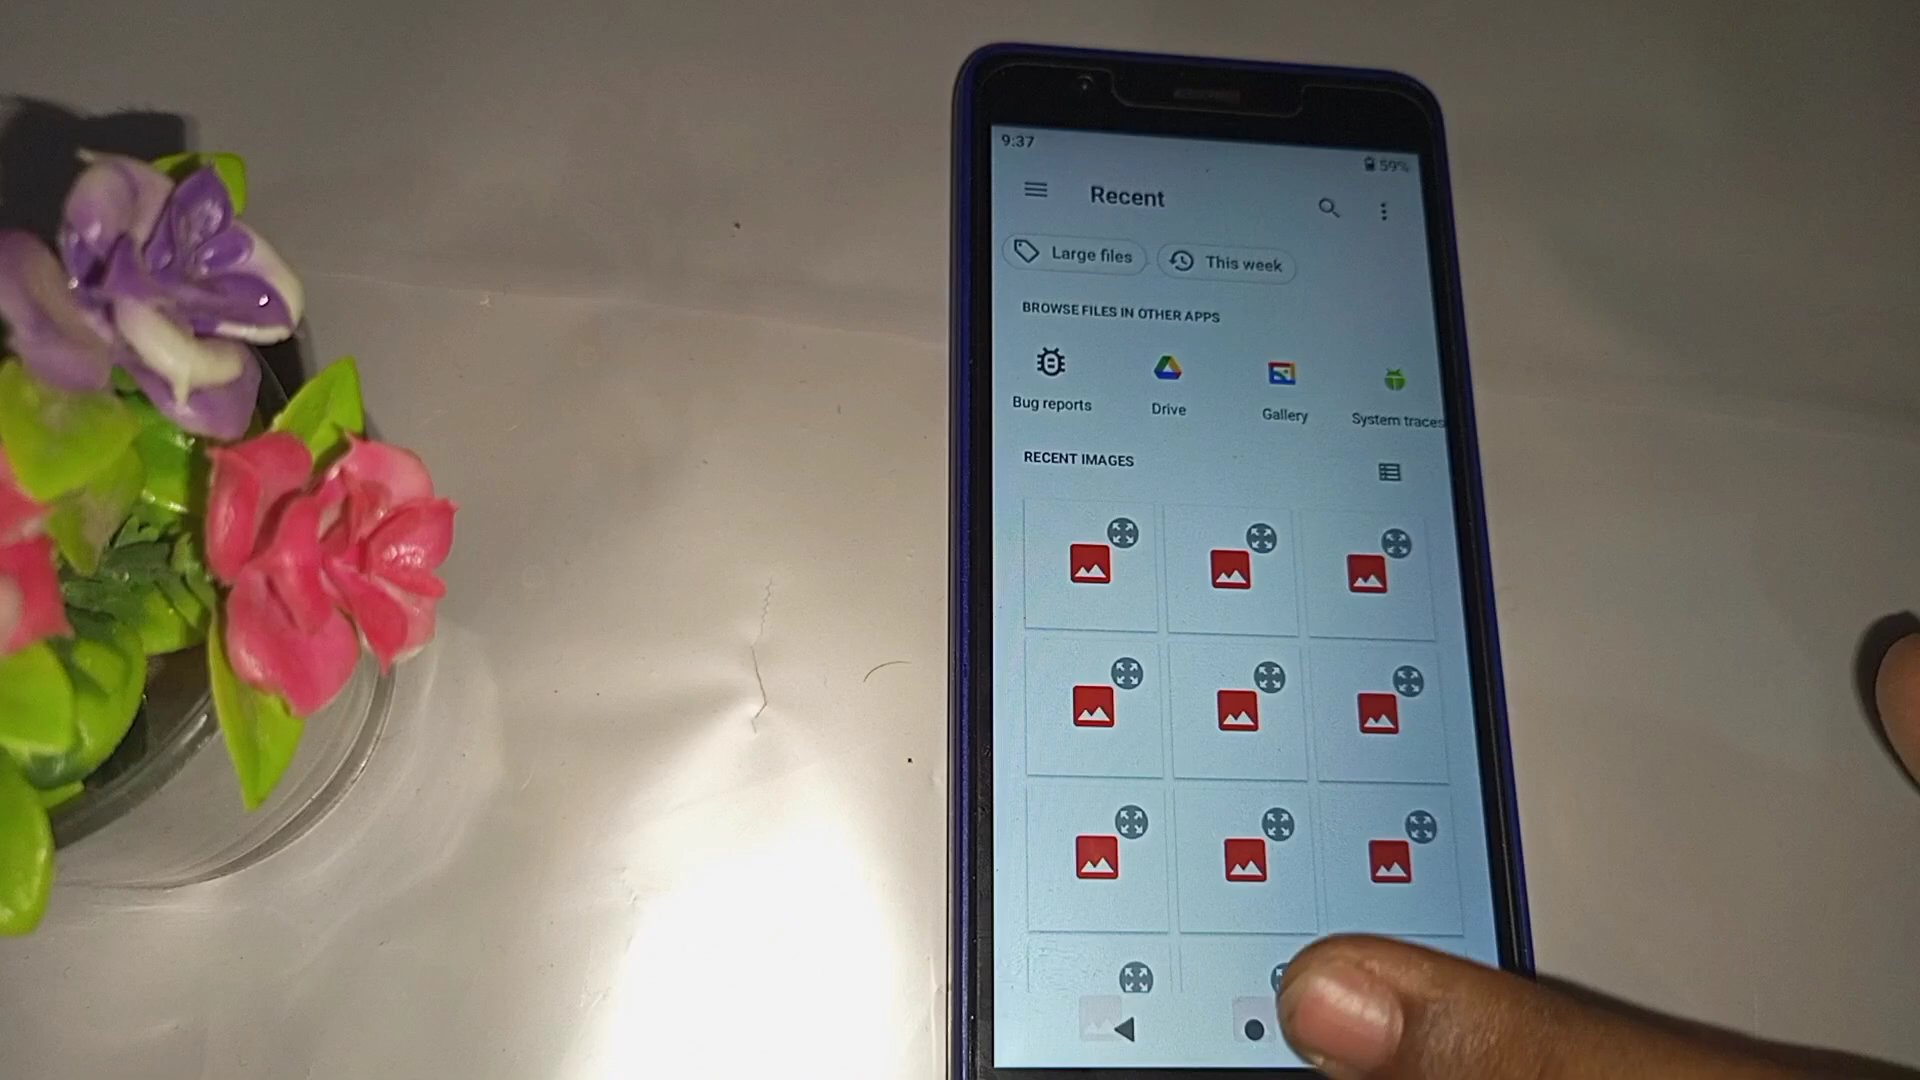 9:37
59%
Recent
Large files
This week
BROWSE FILES IN OTHER APPS
Bug reports
Drive
Gallery
System traces
RECENT IMAGES